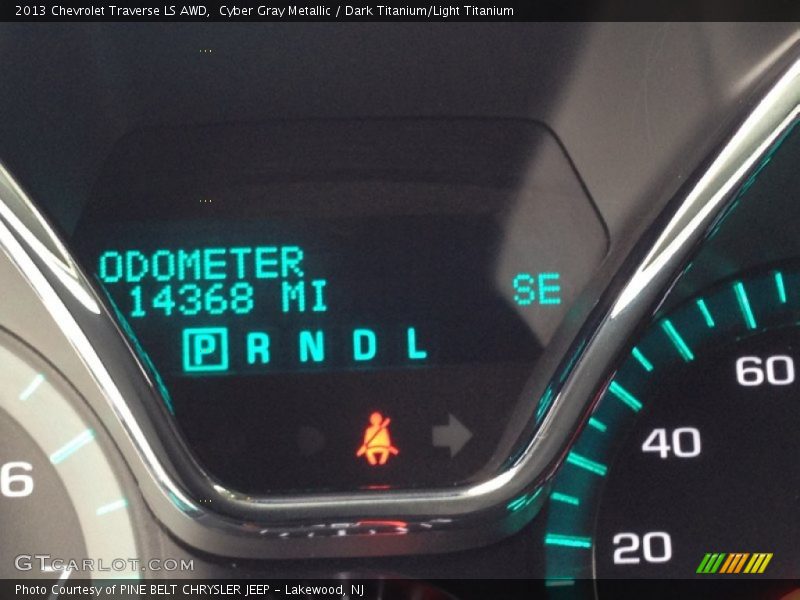 2013 Chevrolet Traverse LS AWD,  Cyber Gray Metallic / Dark Titanium/Light Titanium
ODOMETER
14368 MI
SE
P R N D L
60
40
6
20
GTCARLOT.COM
Photo Courtesy of PINE BELT CHRYSLER JEEP - Lakewood, NJ